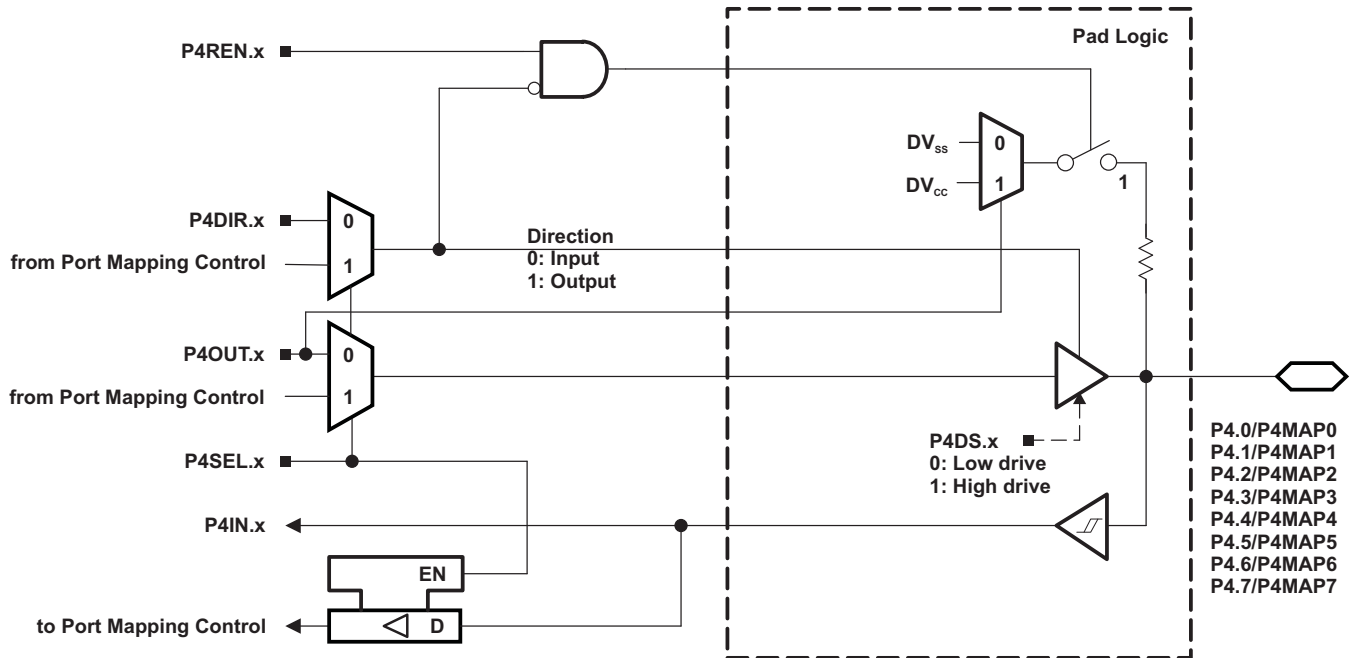 Pad Logic
P4REN.x
DVss
0
DVcc
1
1
P4DIR.x
0
from Port Mapping Control
1
Direction
0: Input
1: Output
P4OUT.x
0
from Port Mapping Control
1
P4SEL.x
P4DS.x
0: Low drive
1: High drive
P4.0/P4MAP0
P4.1/P4MAP1
P4.2/P4MAP2
P4.3/P4MAP3
P4.4/P4MAP4
P4.5/P4MAP5
P4.6/P4MAP6
P4.7/P4MAP7
P4IN.x
EN
to Port Mapping Control
D